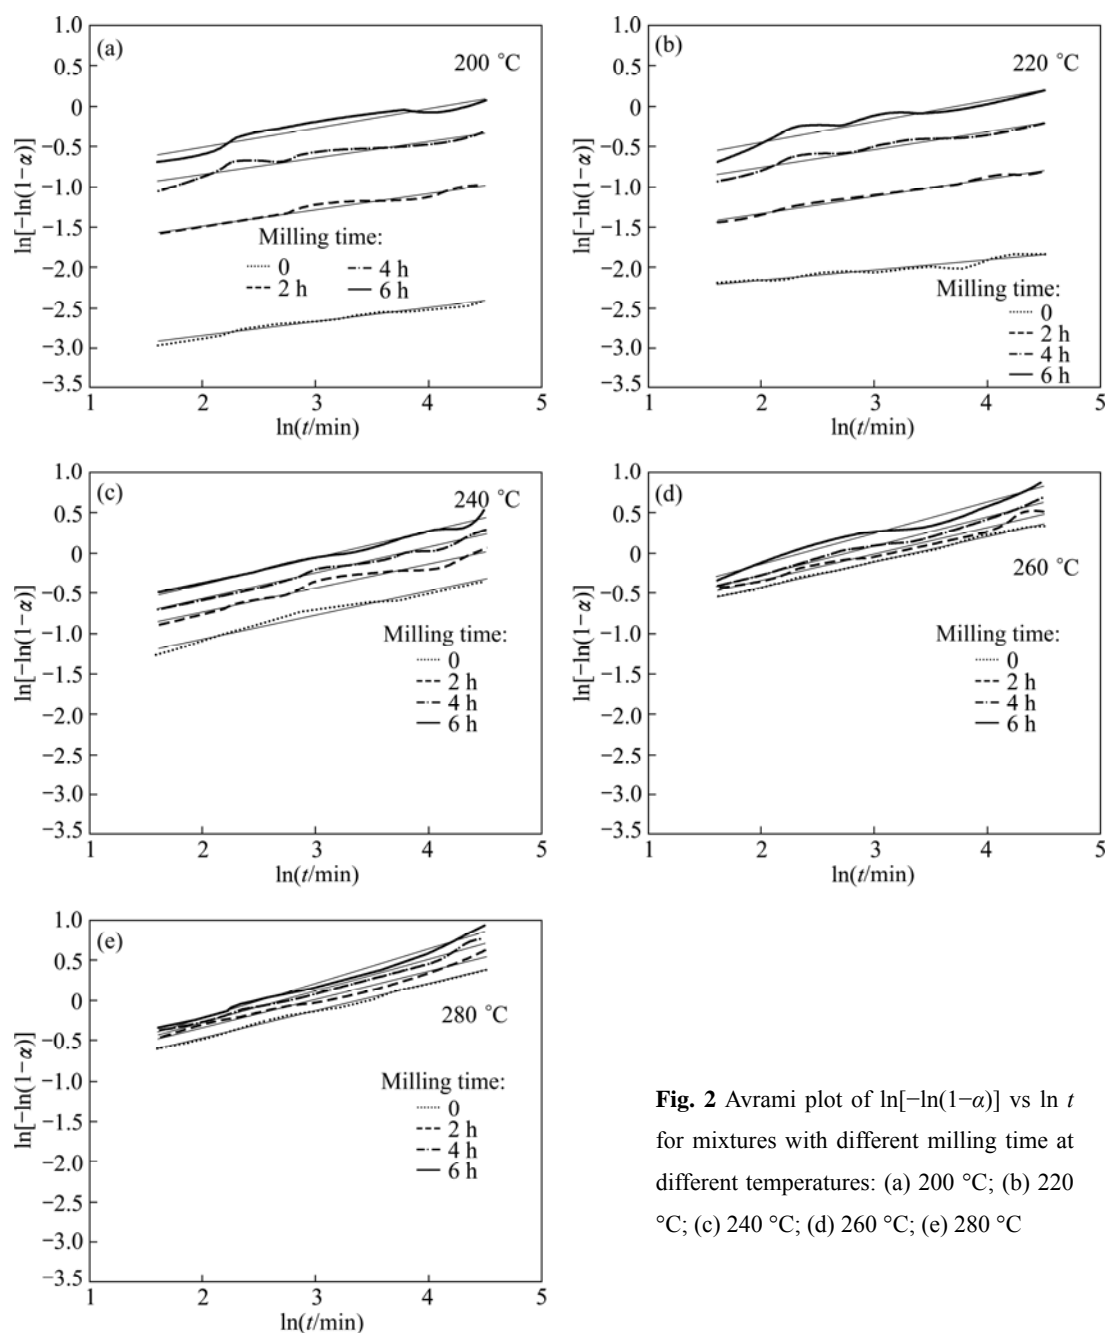 (a)
200 °C
ln[−ln(1−α)]
1.0
0.5
0
−0.5
−1.0
−1.5
−2.0
−2.5
−3.0
−3.5
Milling time:
0 4 h
2 h 6 h
1 2 3 4 5
ln(t/min)
(b)
220 °C
ln[−ln(1−α)]
1.0
0.5
0
−0.5
−1.0
−1.5
−2.0
−2.5
−3.0
−3.5
Milling time:
0
2 h
4 h
6 h
1 2 3 4 5
ln(t/min)
(c)
240 °C
ln[−ln(1−α)]
1.0
0.5
0
−0.5
−1.0
−1.5
−2.0
−2.5
−3.0
−3.5
Milling time:
0
2 h
4 h
6 h
1 2 3 4 5
ln(t/min)
(d)
260 °C
ln[−ln(1−α)]
1.0
0.5
0
−0.5
−1.0
−1.5
−2.0
−2.5
−3.0
−3.5
Milling time:
0
2 h
4 h
6 h
1 2 3 4 5
ln(t/min)
(e)
280 °C
ln[−ln(1−α)]
1.0
0.5
0
−0.5
−1.0
−1.5
−2.0
−2.5
−3.0
−3.5
Milling time:
0
2 h
4 h
6 h
1 2 3 4 5
ln(t/min)
Fig. 2 Avrami plot of ln[−ln(1−α)] vs ln t
for mixtures with different milling time at
different temperatures: (a) 200 °C; (b) 220
°C; (c) 240 °C; (d) 260 °C; (e) 280 °C